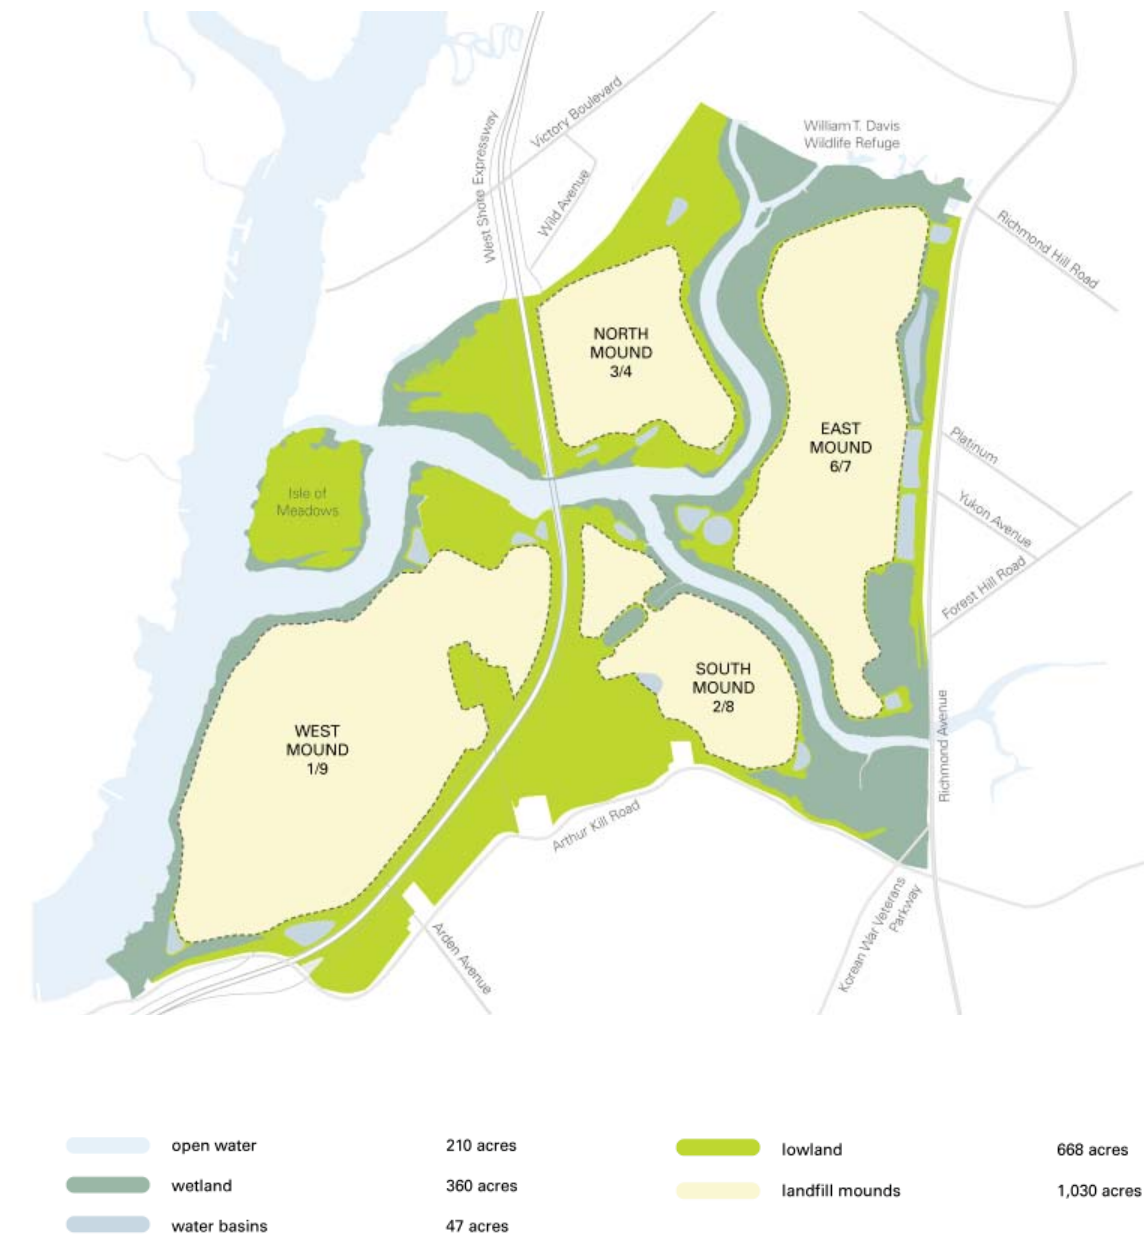 William T. Davis
Wildlife Refuge
Victory Boulevard
West Shore Expressway
Wild Avenue
Richmond Hill Road
NORTH
MOUND
3/4
EAST
MOUND
6/7
Platinum
Isle of
Meadows
Yukon Avenue
Forest Hill Road
SOUTH
MOUND
2/8
WEST
MOUND
1/9
Richmond Avenue
Arthur Kill Road
Korean War Veterans
Parkway
Arden Avenue
open water 210 acres
wetland 360 acres
water basins 47 acres
lowland 668 acres
landfill mounds 1,030 acres